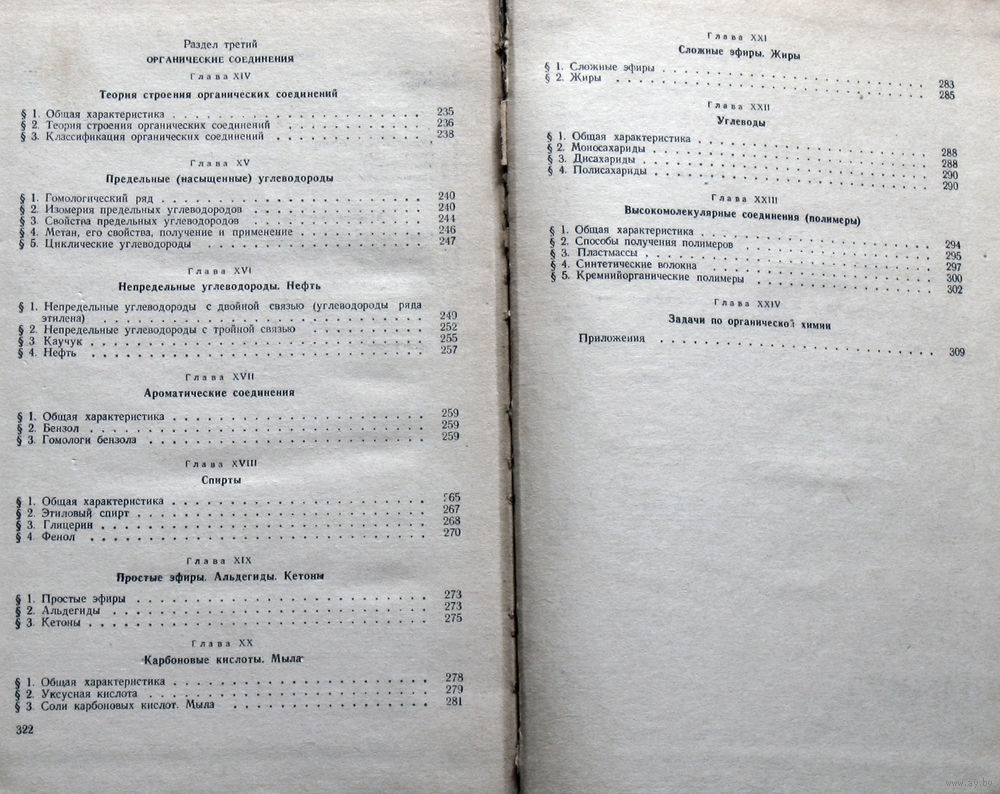 Раздел третий
ОРГАНИЧЕСКИЕ СОЕДИНЕНИЯ
Глава XIV
Теория строения органических соединений
§ 1. Общая характеристика 235
§ 2. Теория строения органических соединений 236
§ 3. Классификация органических соединений 238
Глава XV
Предельные (насыщенные) углеводороды
§ 1. Гомологический ряд 240
§ 2. Изомерия предельных углеводородов 240
§ 3. Свойства предельных углеводородов 244
§ 4. Метан, его свойства, получение и применение 246
§ 5. Циклические углеводороды 247
Глава XVI
Непредельные углеводороды. Нефть
§ 1. Непредельные углеводороды с двойной связью (углеводороды ряда
этилена) 249
§ 2. Непредельные углеводороды с тройной связью 252
§ 3 Каучук 255
§ 4. Нефть 257
Глава XVII
Ароматические соединения
§ 1. Общая характеристика 259
§ 2. Бензол 259
§ 3. Гомологи бензола 259
Глава XVIII
Спирты
§ 1. Общая характеристика 265
§ 2. Этиловый спирт 267
§ 3. Глицерин 268
§ 4. Фенол 270
Глава XIX
Простые эфиры. Альдегиды. Кетоны
§ 1. Простые эфиры 273
§ 2. Альдегиды 273
§ 3. Кетоны 275
Глава XX
Карбоновые кислоты. Мыла
§ 1. Общая характеристика 278
§ 2. Уксусная кислота 279
§ 3. Соли карбоновых кислот. Мыла 281
322
Глава XXI
Сложные эфиры. Жиры
§ 1. Сложные эфиры 283
§ 2. Жиры 285
Глава XXII
Углеводы
§ 1. Общая характеристика 288
§ 2. Моносахариды 288
§ 3. Дисахариды 290
§ 4. Полисахариды 290
Глава XXIII
Высокомолекулярные соединения (полимеры)
§ 1. Общая характеристика 294
§ 2. Способы получения полимеров 295
§ 3. Пластмассы 297
§ 4. Синтетические волокна 300
§ 5. Кремнийорганические полимеры 302
Глава XXIV
Задачи по органической химии
Приложения 309
www.ay.by